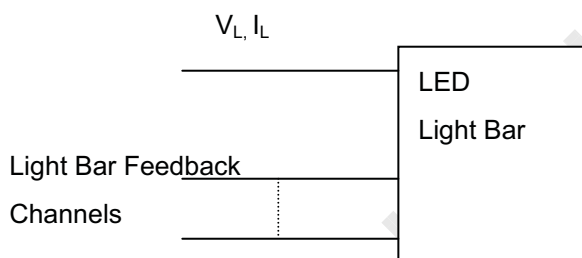 V_L, I_L
LED
Light Bar
Light Bar Feedback
Channels